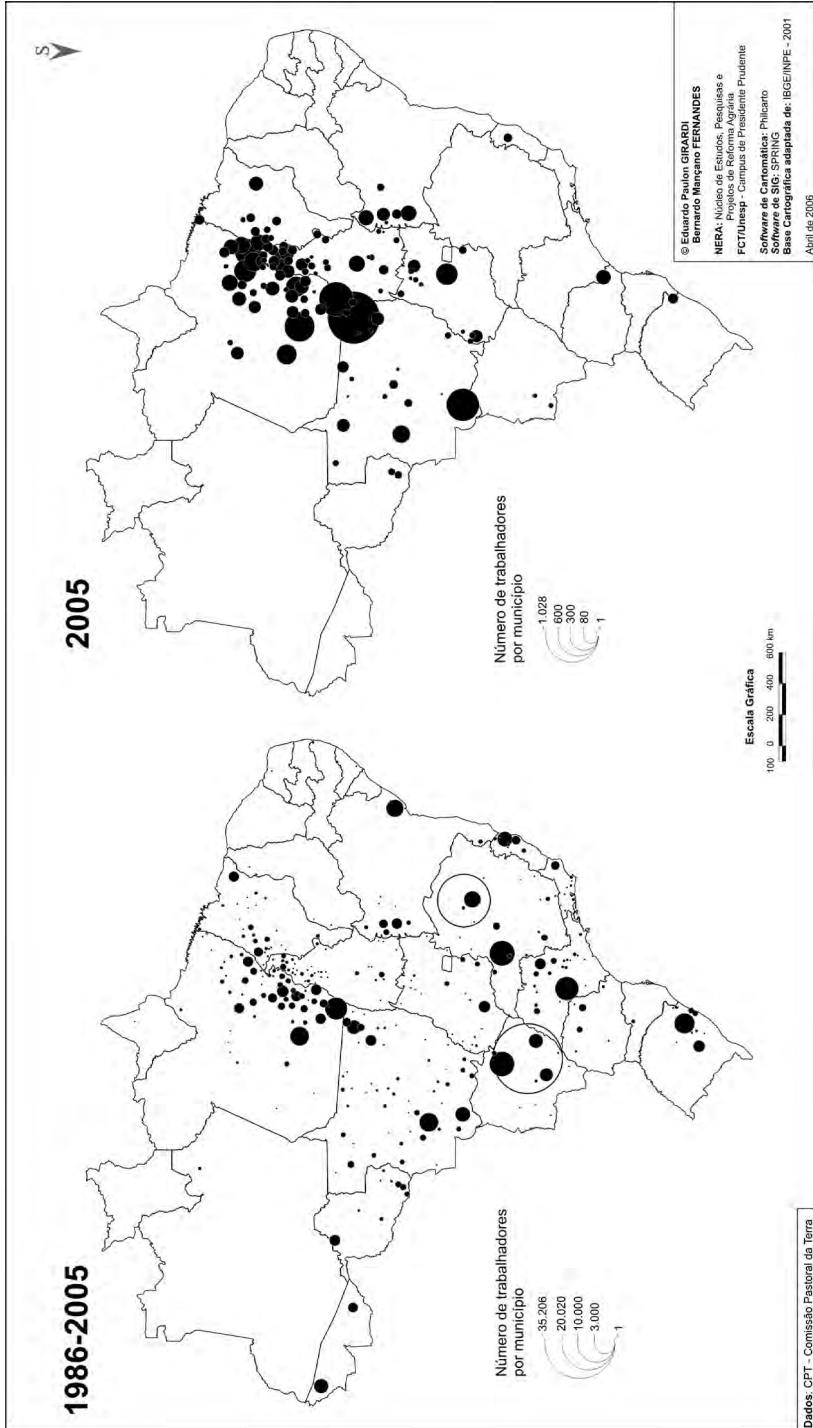 1986-2005
Número de trabalhadores
por município
35.206
20.020
10.000
3.000
1
Dados: CPT - Comissão Pastoral da Terra
2005
S
Número de trabalhadores
por município
1.028
600
300
80
1
Escala Gráfica
100 0 200 400 600 km
© Eduardo Paulon GIRARDI
Bernardo Mançano FERNANDES
NERA: Núcleo de Estudos, Pesquisas e
Projetos de Reforma Agrária
FCT/Unesp - Campus de Presidente Prudente
Software de Cartomática: Philcarto
Software de SIG: SPRING
Base Cartográfica adaptada de: IBGE/INPE - 2001
Abril de 2006